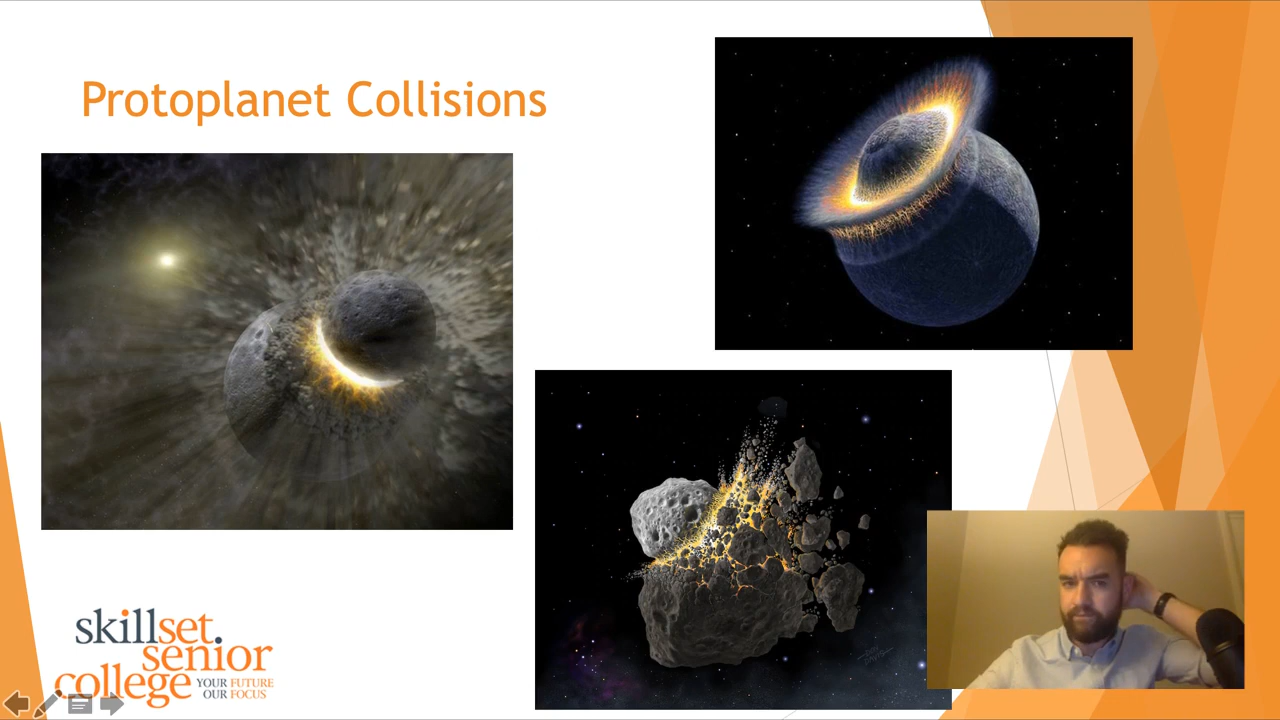 Protoplanet Collisions
skillset.
senior
college YOUR FUTURE
OUR FOCUS